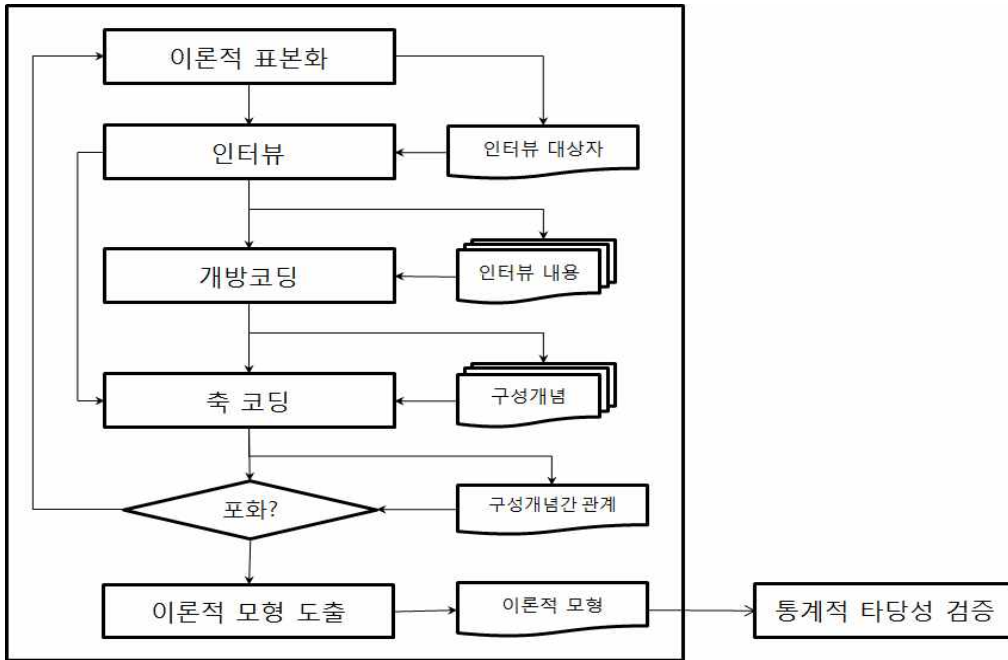 이론적 표본화
인터뷰
인터뷰 대상자
개방코딩
인터뷰 내용
축 코딩
구성개념
포화?
구성개념간 관계
이론적 모형 도출
이론적 모형
통계적 타당성 검증